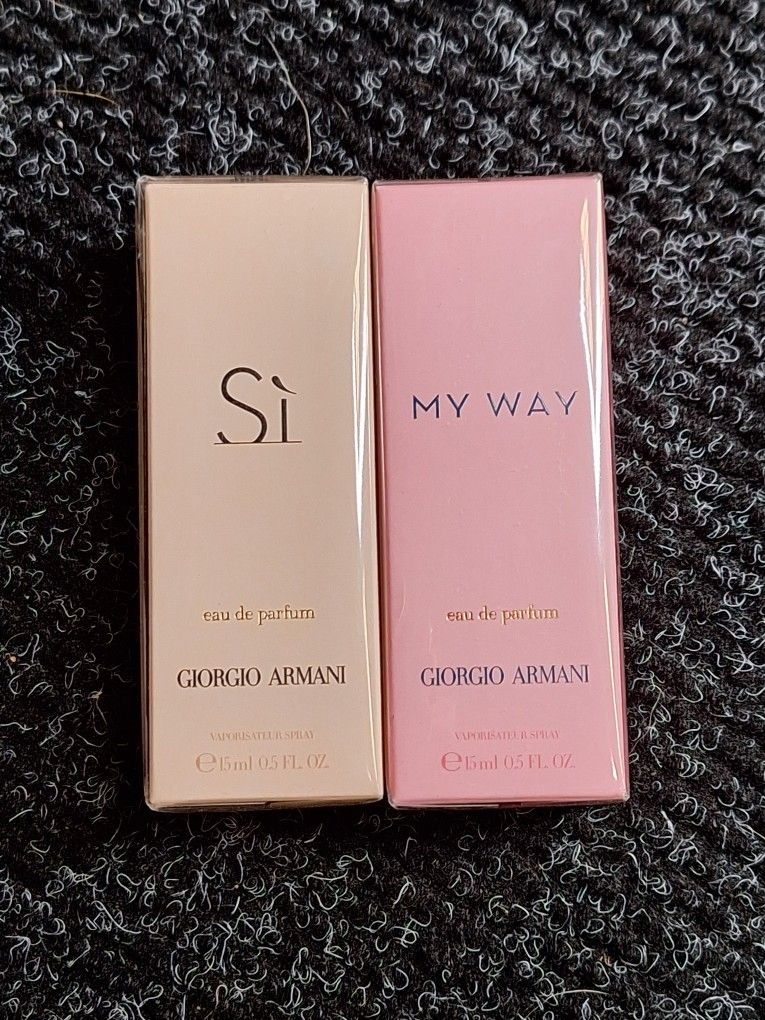 Sì
eau de parfum
GIORGIO ARMANI
VAPORISATEUR SPRAY
℮ 15 ml 0.5 FL. OZ.
MY WAY
eau de parfum
GIORGIO ARMANI
VAPORISATEUR SPRAY
℮ 15 ml 0.5 FL. OZ.